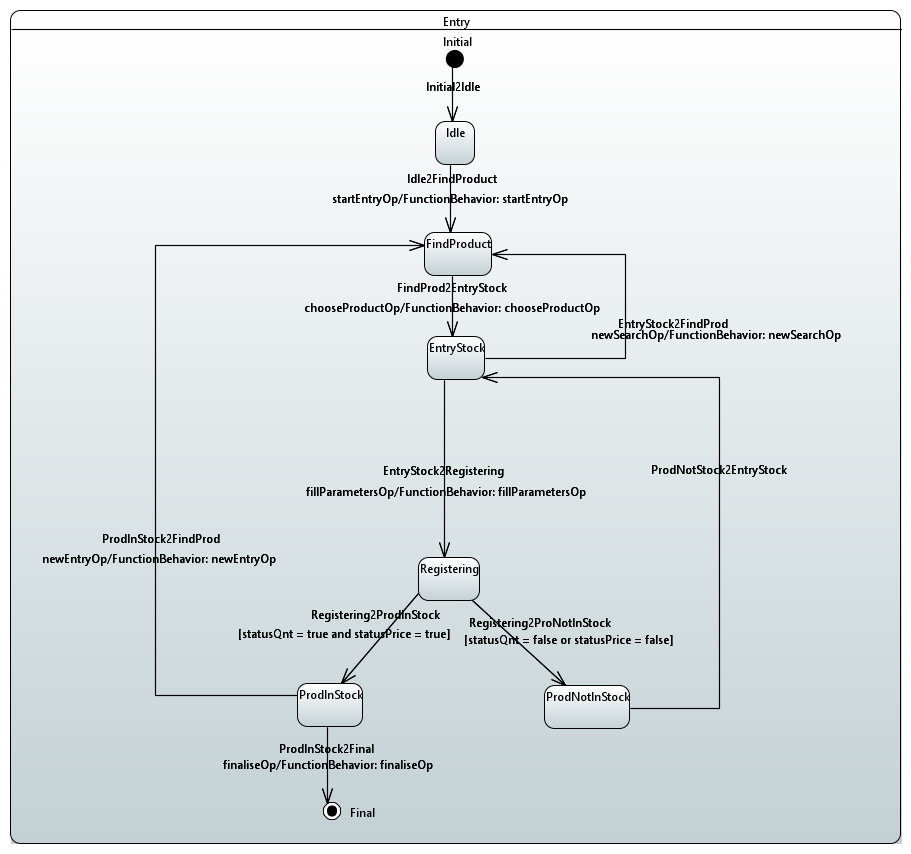 Entry
Initial
Initial2Idle
Idle
Idle2FindProduct
startEntryOp/FunctionBehavior: startEntryOp
FindProduct
FindProd2EntryStock
chooseProductOp/FunctionBehavior: chooseProductOp
EntryStock2FindProd
newSearchOp/FunctionBehavior: newSearchOp
EntryStock
EntryStock2Registering
fillParametersOp/FunctionBehavior: fillParametersOp
ProdNotStock2EntryStock
ProdInStock2FindProd
newEntryOp/FunctionBehavior: newEntryOp
Registering
Registering2ProdInStock
[statusQnt = true and statusPrice = true]
Registering2ProNotInStock
[statusQnt = false or statusPrice = false]
ProdInStock
ProdNotInStock
ProdInStock2Final
finaliseOp/FunctionBehavior: finaliseOp
Final